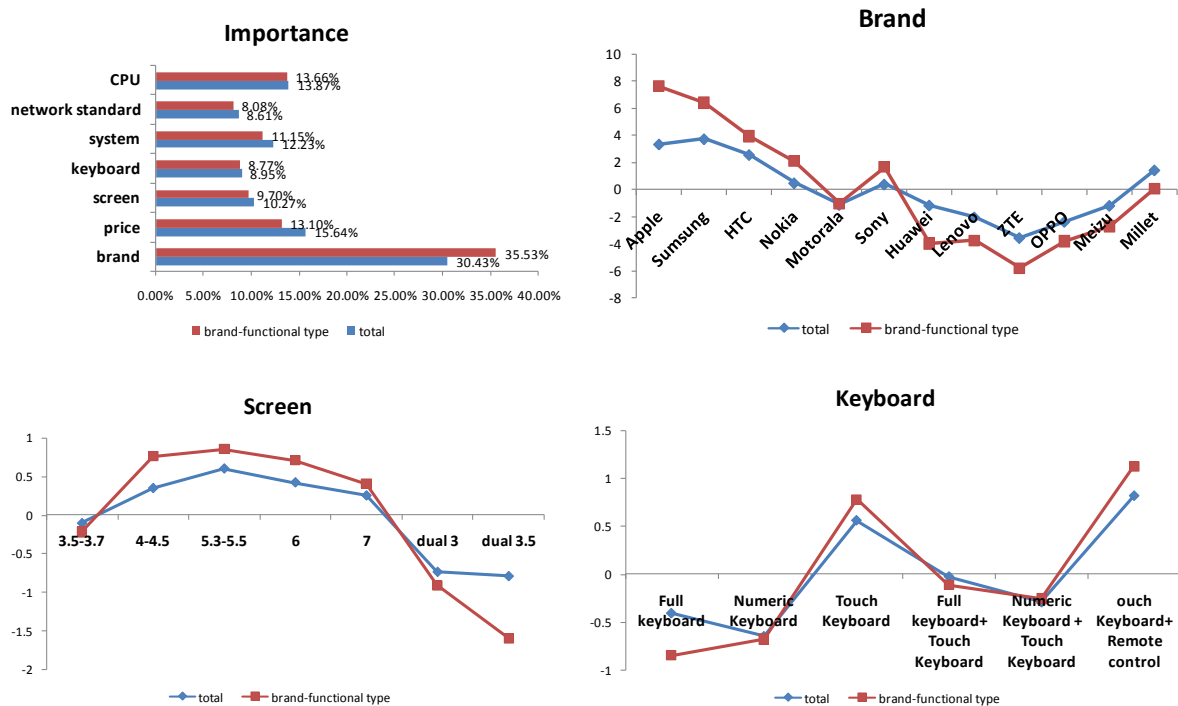 Importance
CPU
network standard
system
keyboard
screen
price
brand
13.66%
13.87%
8.08%
8.61%
11.15%
12.23%
8.77%
8.95%
9.70%
10.27%
13.10%
15.64%
35.53%
30.43%
0.00% 5.00% 10.00% 15.00% 20.00% 25.00% 30.00% 35.00% 40.00%
brand-functional type total
Brand
10
8
6
4
2
0
-2
-4
-6
-8
Apple Sumsung HTC Nokia Motorala Sony Huawei Lenovo ZTE OPPO Meizu Millet
total brand-functional type
Screen
1
0.5
0
-0.5
-1
-1.5
-2
3.5-3.7 4-4.5 5.3-5.5 6 7 dual 3 dual 3.5
total brand-functional type
Keyboard
1.5
1
0.5
0
-0.5
-1
Full
keyboard
Numeric
Keyboard
Touch
Keyboard
Full
keyboard+
Touch
Keyboard
Numeric
Keyboard +
Touch
Keyboard
ouch
Keyboard+
Remote
control
total brand-functional type